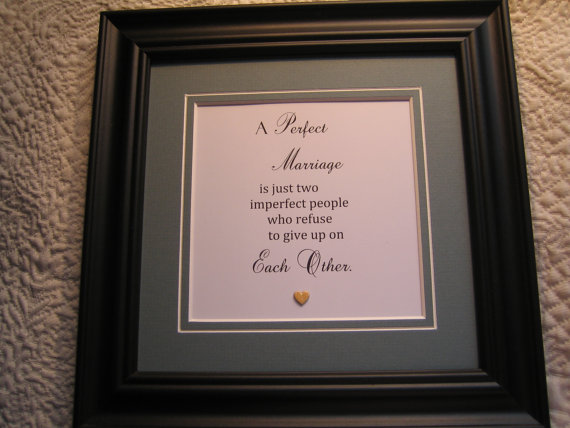 A Perfect
Marriage
is just two
imperfect people
who refuse
to give up on
Each Other.